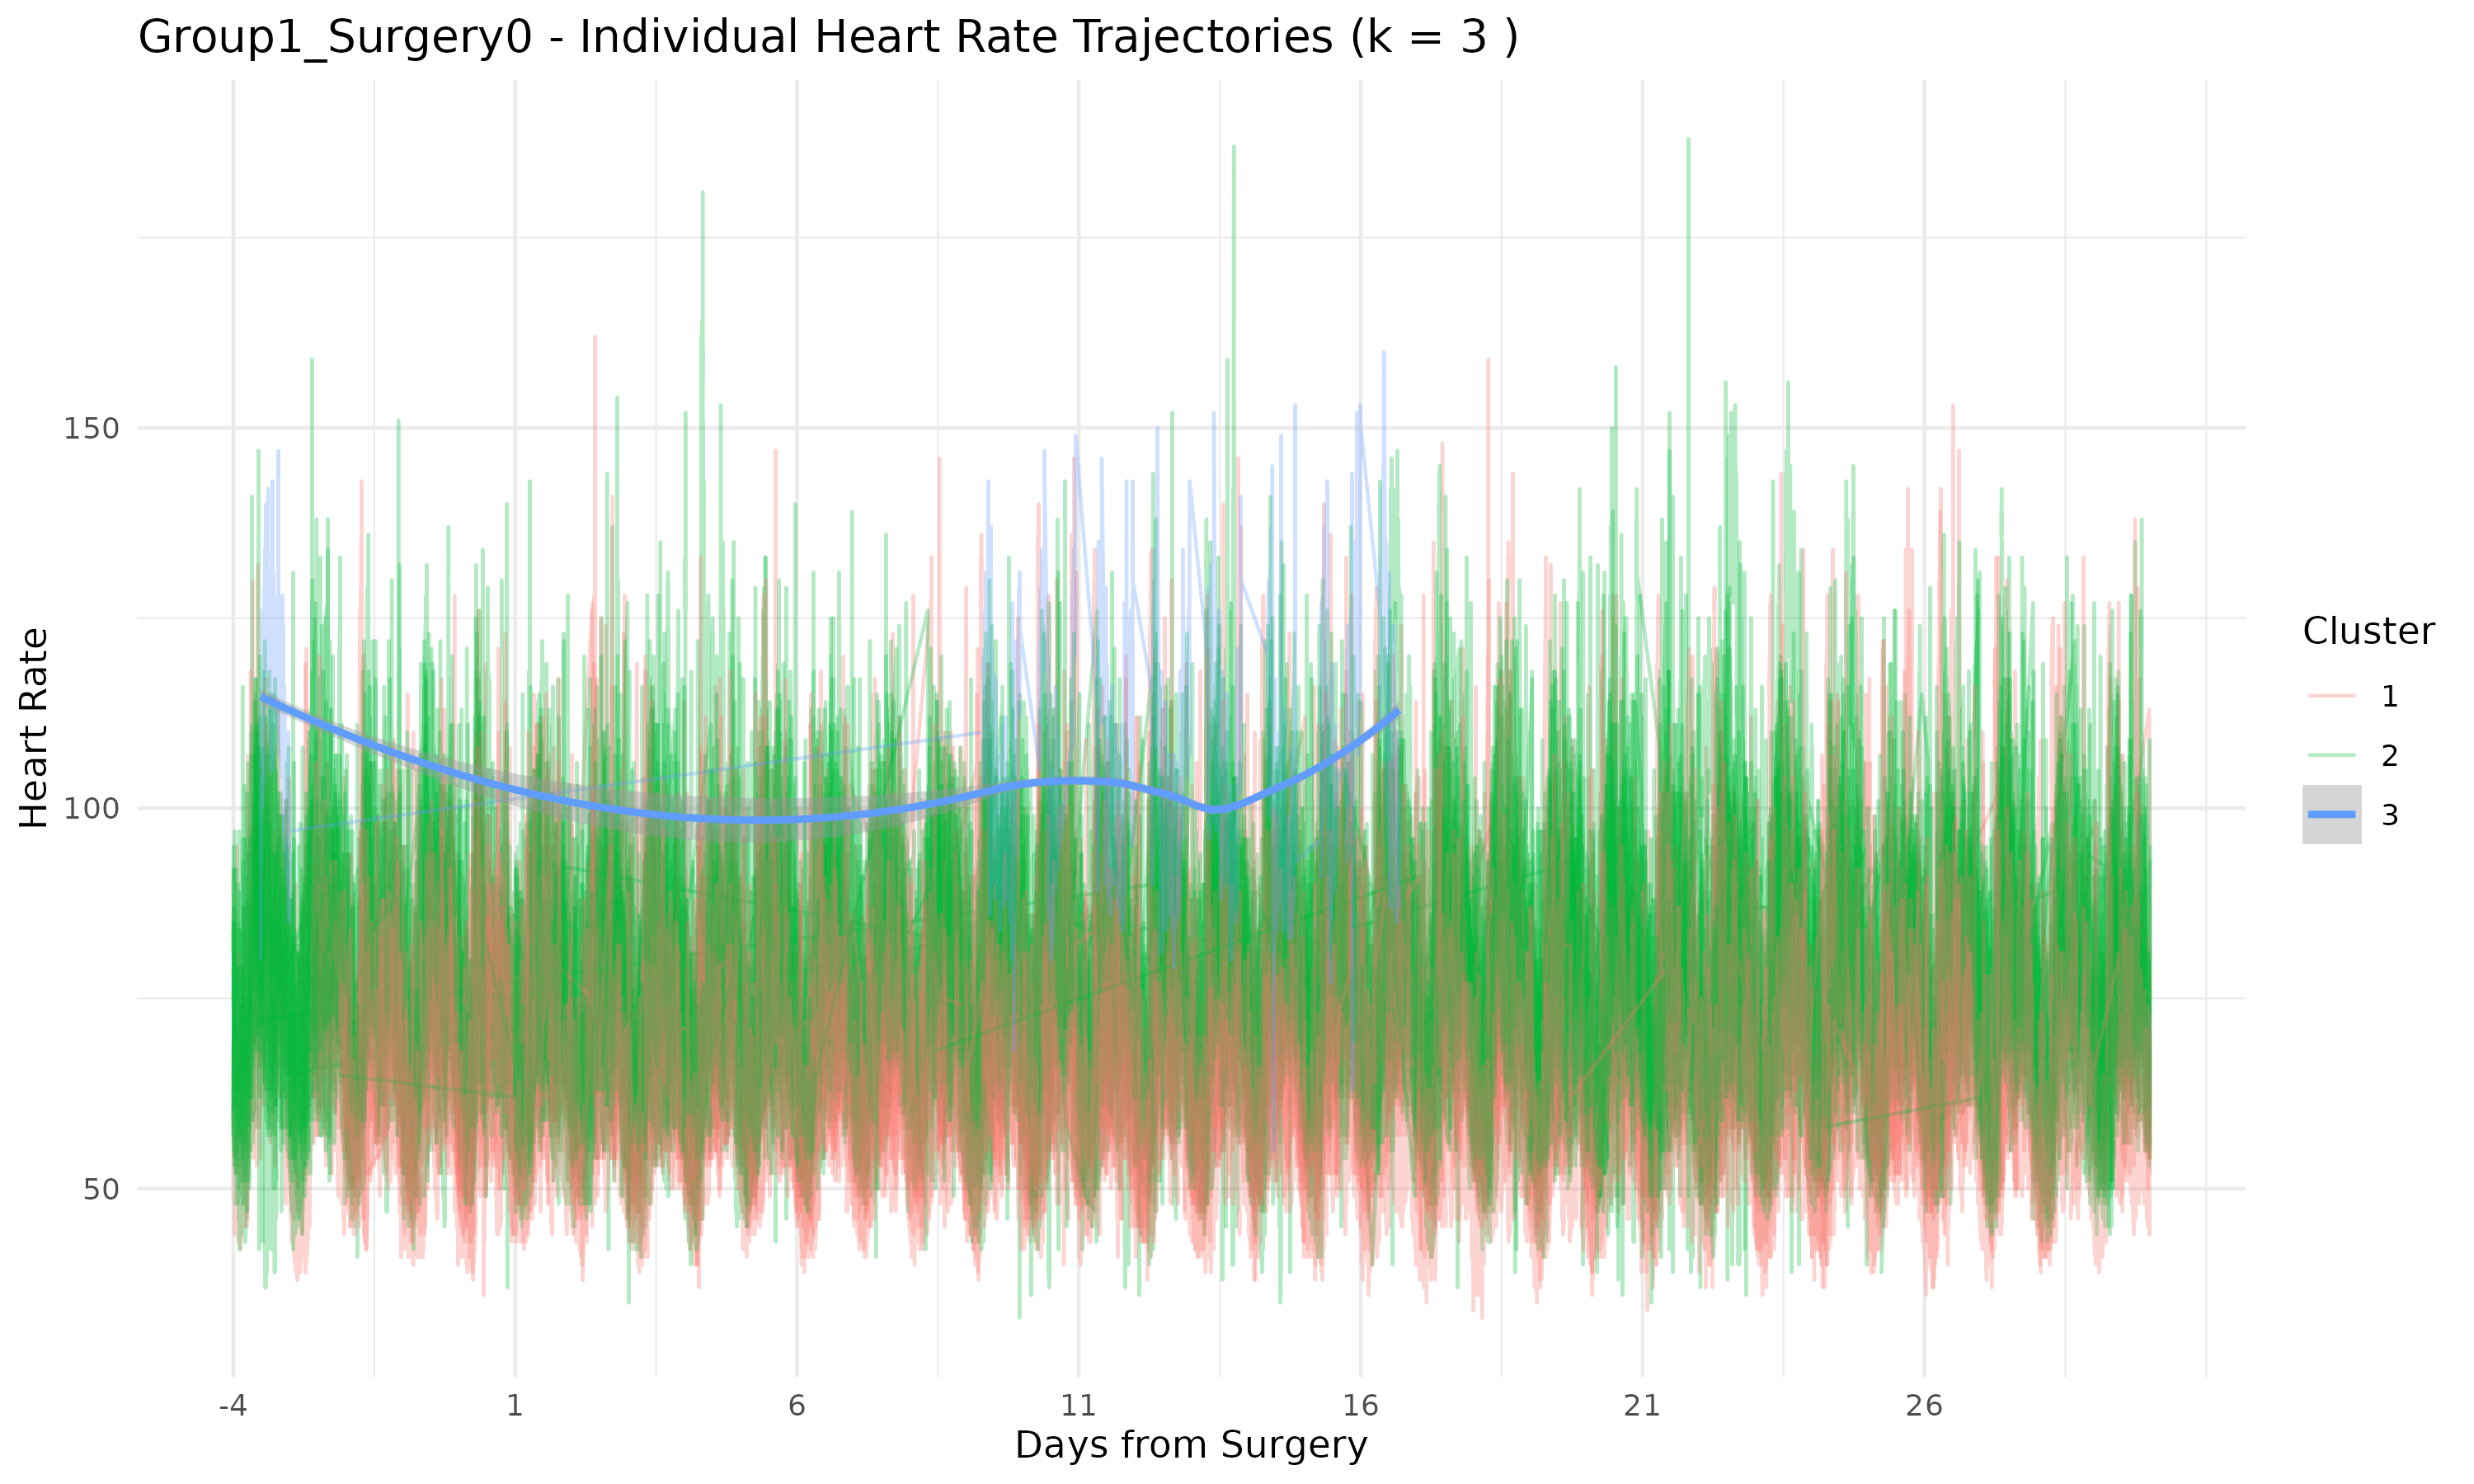 Group1_Surgery0 - Individual Heart Rate Trajectories (k = 3 )
Heart Rate
150
100
50
-4 1 6 11 16 21 26
Days from Surgery
Cluster
1
2
3